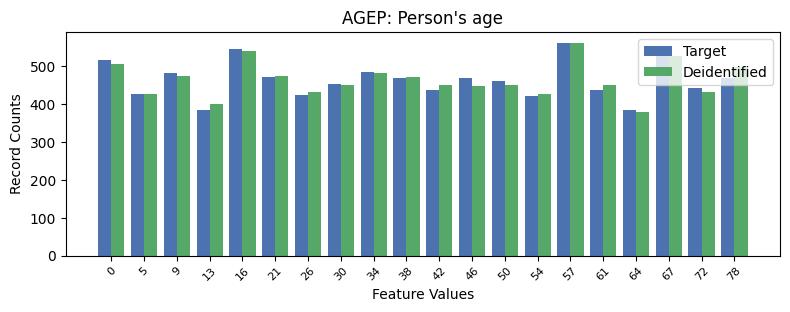 AGEP: Person's age
Target
Deidentified
Record Counts
500
400
300
200
100
0
0 5 9 13 16 21 26 30 34 38 42 46 50 54 57 61 64 67 72 78
Feature Values